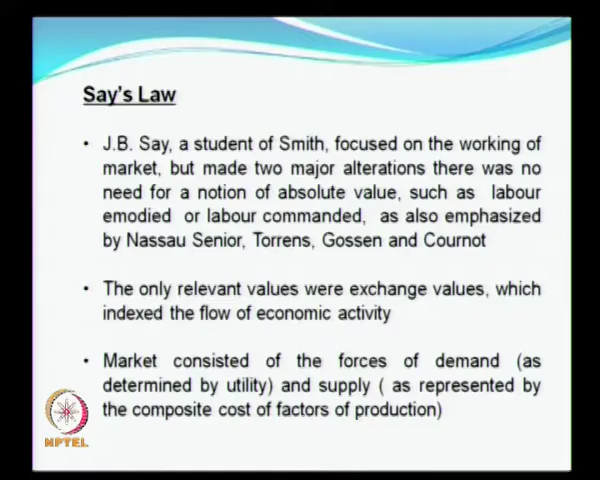 Say's Law
• J.B. Say, a student of Smith, focused on the working of
market, but made two major alterations there was no
need for a notion of absolute value, such as labour
emodied or labour commanded, as also emphasized
by Nassau Senior, Torrens, Gossen and Cournot
• The only relevant values were exchange values, which
indexed the flow of economic activity
• Market consisted of the forces of demand (as
determined by utility) and supply ( as represented by
the composite cost of factors of production)
NPTEL